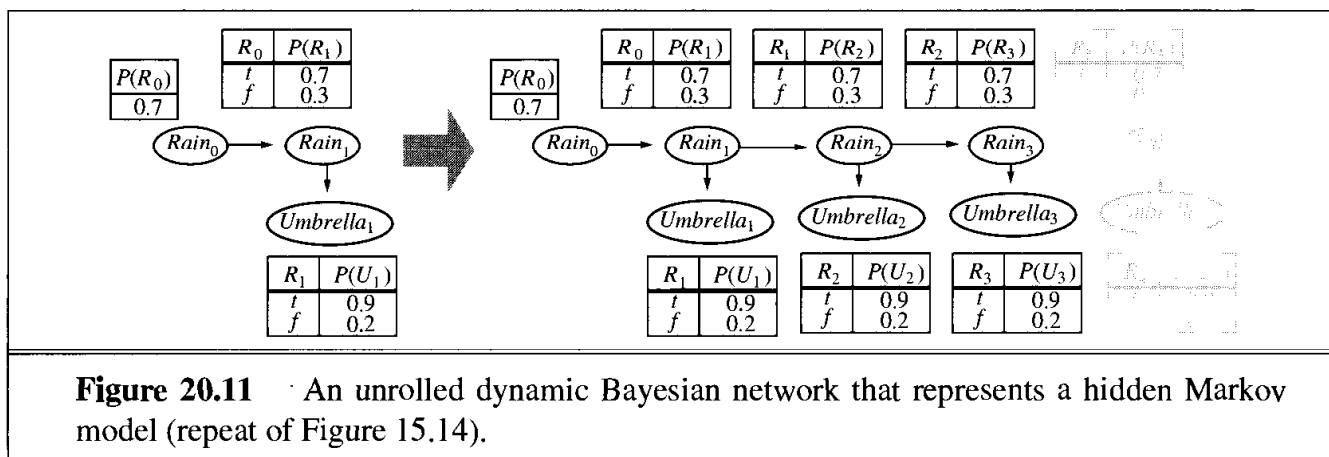 R₀ P(R₁) R₀ P(R₁) R₁ P(R₂) R₂ P(R₃)
P(R₀) t 0.7 P(R₀) t 0.7 t 0.7 t 0.7
0.7 f 0.3 0.7 f 0.3 f 0.3 f 0.3
Rain₀ Rain₁ Rain₀ Rain₁ Rain₂ Rain₃
Umbrella₁ Umbrella₁ Umbrella₂ Umbrella₃
R₁ P(U₁) R₁ P(U₁) R₂ P(U₂) R₃ P(U₃)
t 0.9 t 0.9 t 0.9 t 0.9
f 0.2 f 0.2 f 0.2 f 0.2
Figure 20.11 An unrolled dynamic Bayesian network that represents a hidden Markov
model (repeat of Figure 15.14).